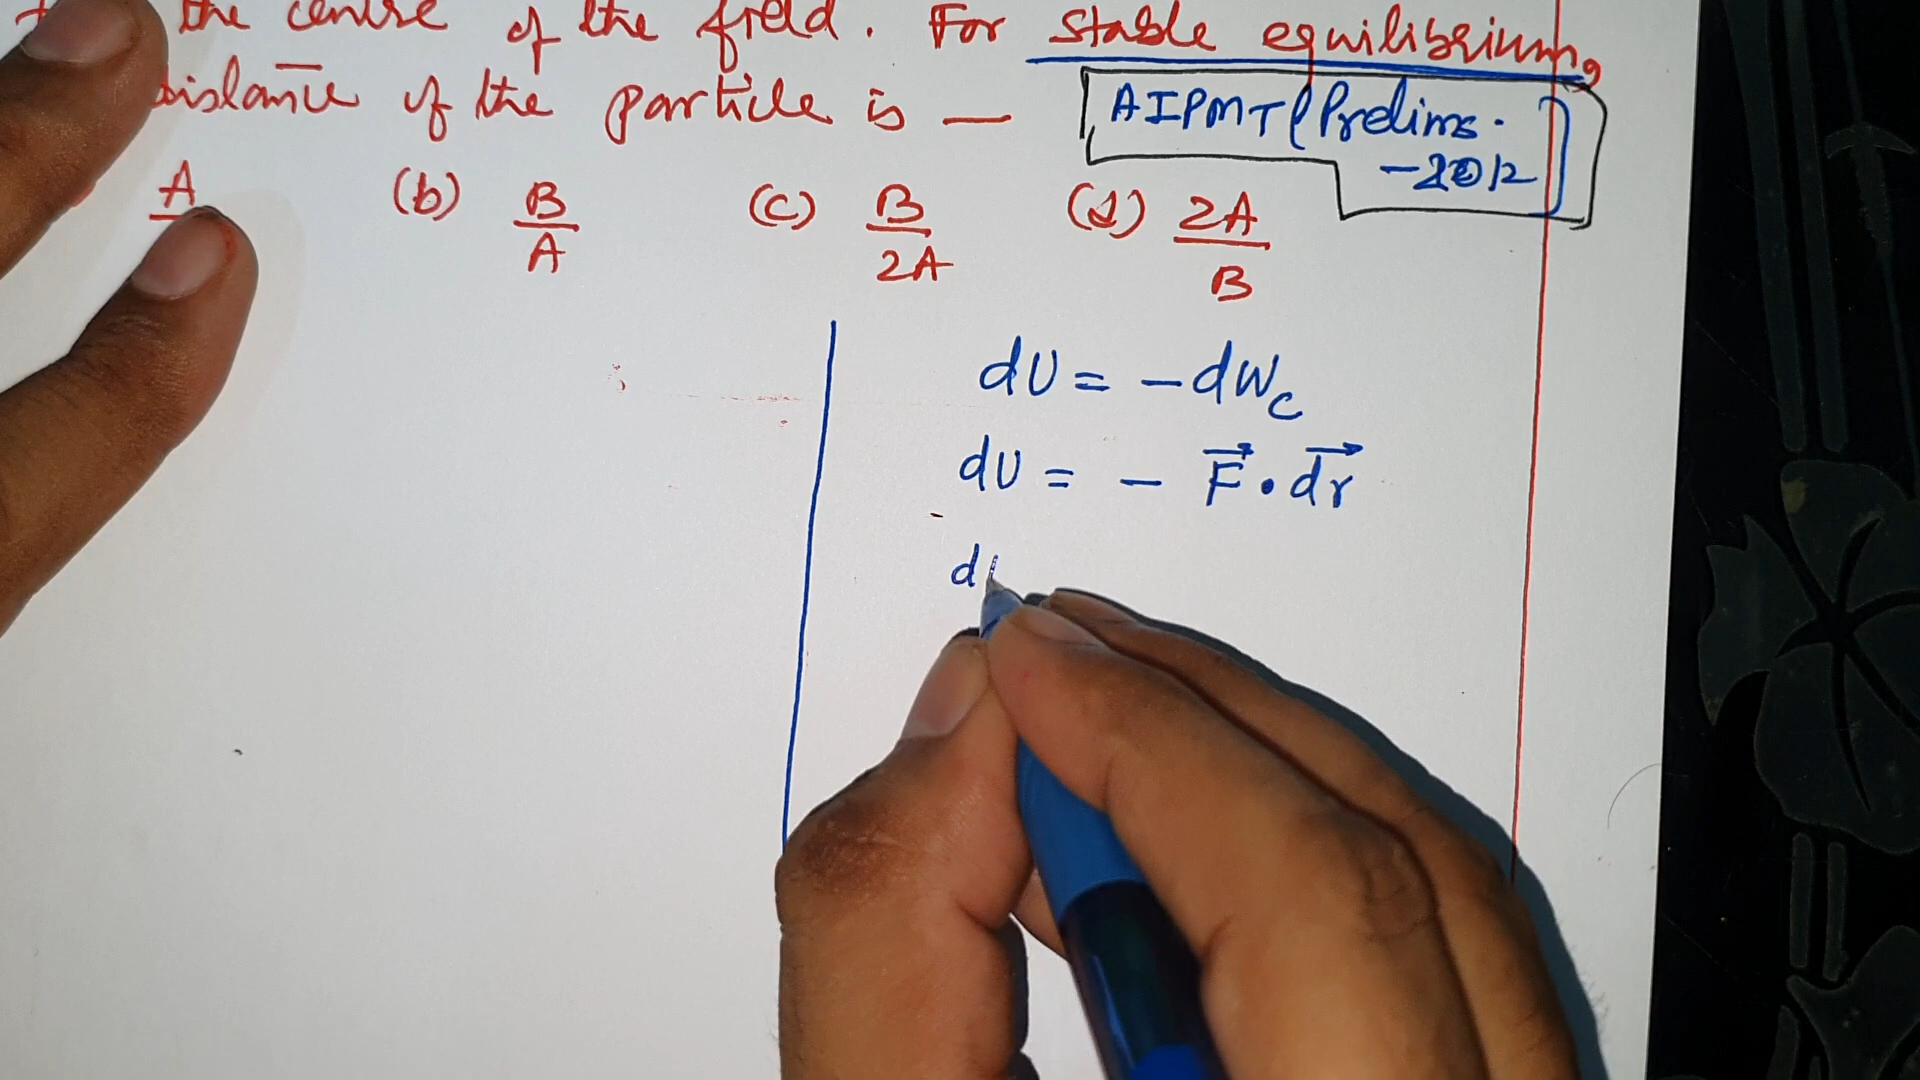 the centre of the field. For stable equilibrium,
distance of the particle is —
AIPMT (Prelims.
-2012]
A
(b) B/A
(c) B/2A
(d) 2A/B
dU = - dWc
dU = - F⃗ · dr⃗
d